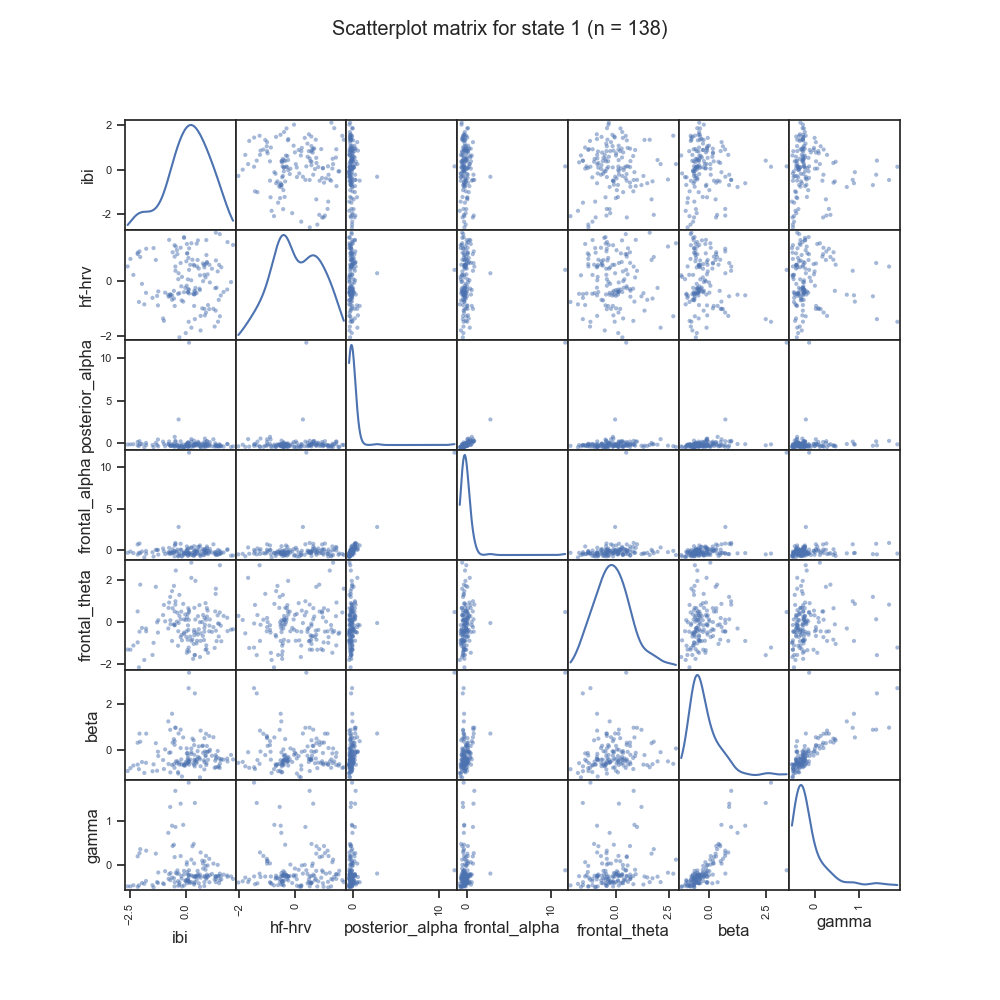 Scatterplot matrix for state 1 (n = 138)
2
0
-2
ibi
0
−2
hf-hrv
10
5
0
posterior_alpha
10
5
0
frontal_alpha
2
0
−2
frontal_theta
2
0
beta
1
0
gamma
−2.5
0.0
ibi
−2
0
hf-hrv
0
10
posterior_alpha
0
10
frontal_alpha
0.0
2.5
frontal_theta
0.0
2.5
beta
0
1
gamma